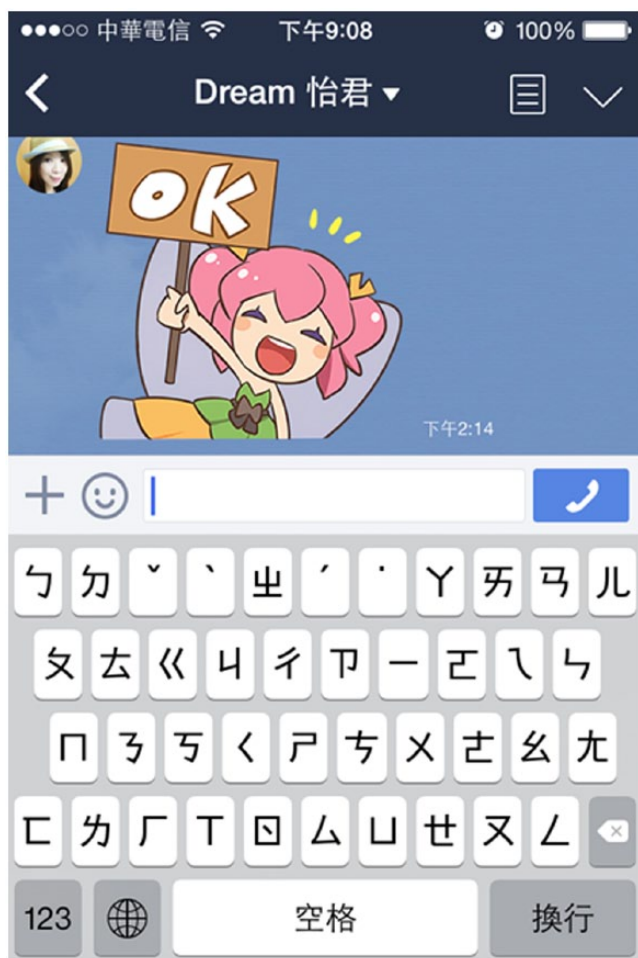 中華電信 下午9:08 100%
Dream 怡君
OK
下午2:14
ㄅ ㄉ ˇ ˋ ㄓ ˊ ˙ ㄚ ㄞ ㄢ ㄦ
ㄆ ㄊ ㄍ ㄐ ㄔ ㄗ ㄧ ㄛ ㄟ ㄣ
ㄇ ㄋ ㄎ ㄑ ㄕ ㄘ ㄨ ㄜ ㄠ ㄤ
ㄈ ㄌ ㄏ ㄒ ㄖ ㄙ ㄩ ㄝ ㄡ ㄥ
123 空格 換行